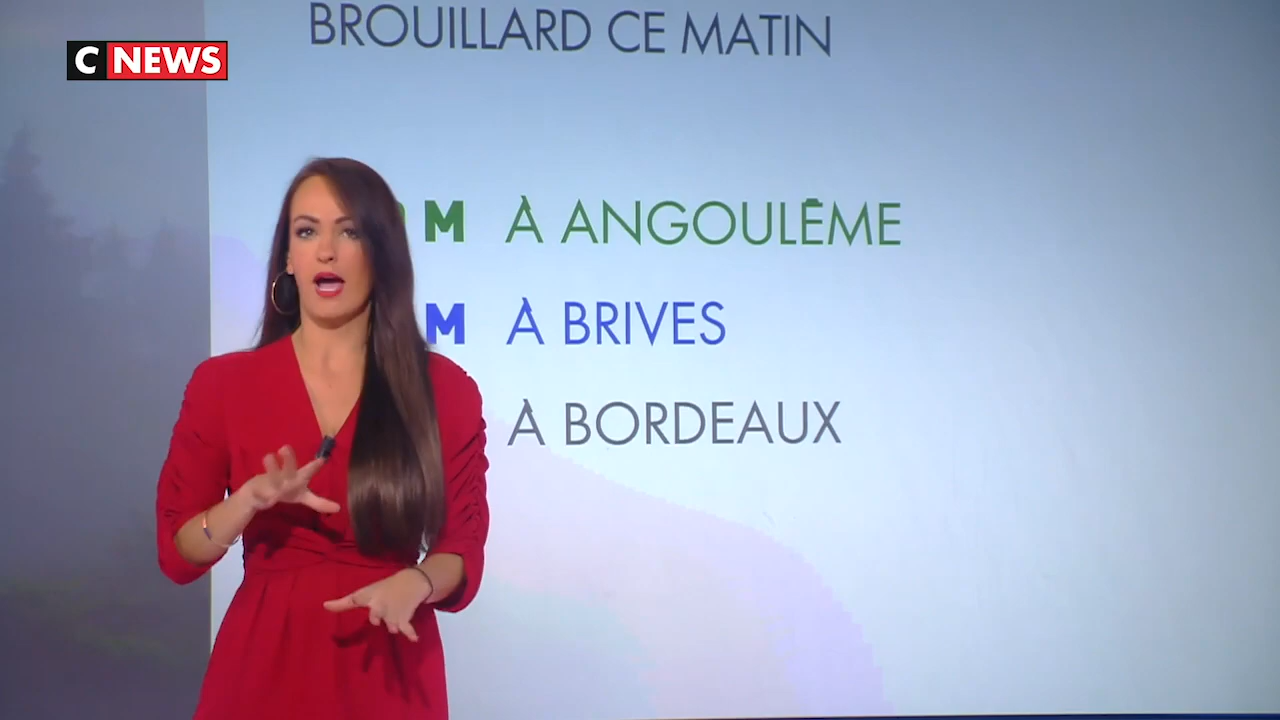 CNEWS
BROUILLARD CE MATIN
M À ANGOULÊME
M À BRIVES
À BORDEAUX